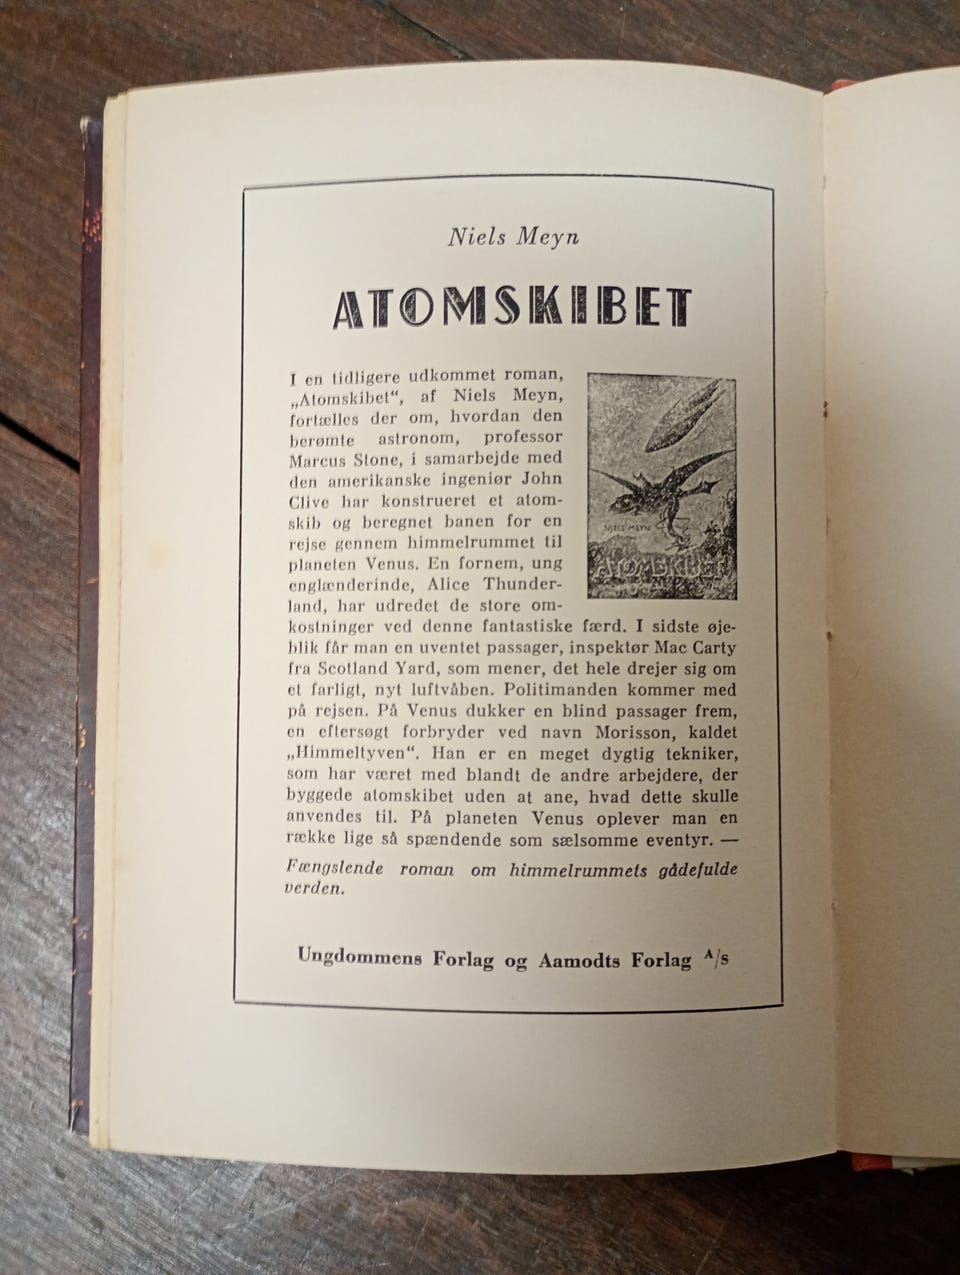 Niels Meyn
ATOMSKIBET
I en tidligere udkommet roman,
„Atomskibet“, af Niels Meyn,
fortælles der om, hvordan den
berømte astronom, professor
Marcus Stone, i samarbejde med
den amerikanske ingeniør John
Clive har konstrueret et atom-
skib og beregnet banen for en
rejse gennem himmelrummet til
planeten Venus. En fornem, ung
englænderinde, Alice Thunder-
land, har udredet de store om-
kostninger ved denne fantastiske færd. I sidste øje-
blik får man en uventet passager, inspektør Mac Carty
fra Scotland Yard, som mener, det hele drejer sig om
et farligt, nyt luftvåben. Politimanden kommer med
på rejsen. På Venus dukker en blind passager frem,
en eftersøgt forbryder ved navn Morisson, kaldet
„Himmeltyven“. Han er en meget dygtig tekniker,
som har været med blandt de andre arbejdere, der
byggede atomskibet uden at ane, hvad dette skulle
anvendes til. På planeten Venus oplever man en
række lige så spændende som sælsomme eventyr. —
Fængslende roman om himmelrummets gådefulde
verden.
NIELS MEYN
ATOMSKIBET
Ungdommens Forlag og Aamodts Forlag A/s